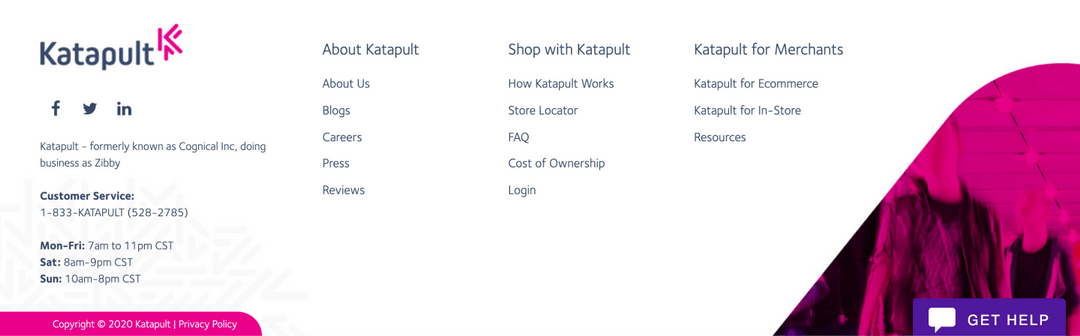 Katapult
Katapult - formerly known as Cognical Inc, doing
business as Zibby
Customer Service:
1-833-KATAPULT (528-2785)
Mon-Fri: 7am to 11pm CST
Sat: 8am-9pm CST
Sun: 10am-8pm CST
About Katapult
About Us
Blogs
Careers
Press
Reviews
Shop with Katapult
How Katapult Works
Store Locator
FAQ
Cost of Ownership
Login
Katapult for Merchants
Katapult for Ecommerce
Katapult for In-Store
Resources
Copyright © 2020 Katapult | Privacy Policy
GET HELP